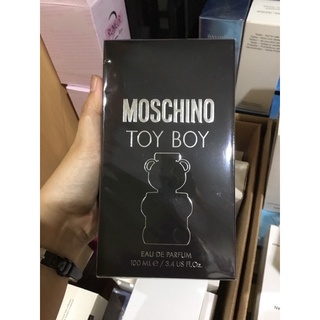 MOSCHINO
TOY BOY
EAU DE PARFUM
100 ML ℮ / 3.4 US FL.Oz.